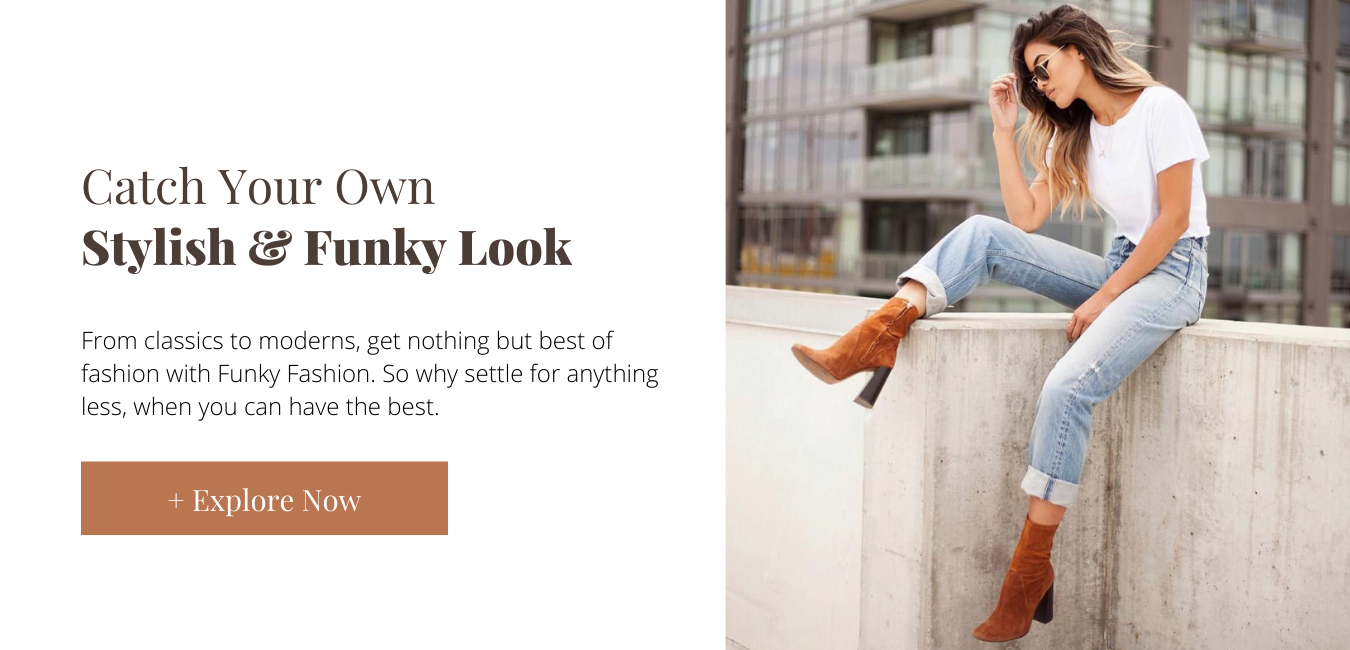 Catch Your Own
Stylish & Funky Look
From classics to moderns, get nothing but best of
fashion with Funky Fashion. So why settle for anything
less, when you can have the best.
+ Explore Now